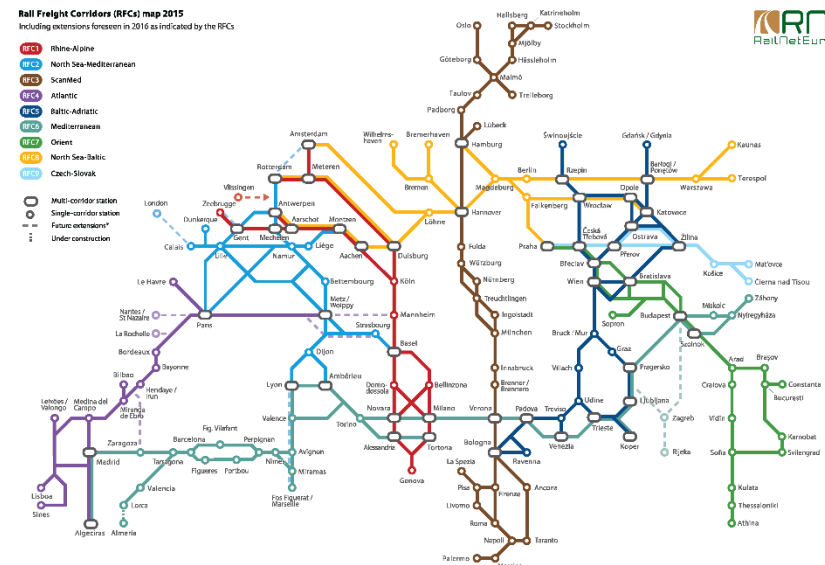 Rail Freight Corridors (RFCs) map 2015
Including extensions foreseen in 2016 as indicated by the RFCs
RFC1 Rhine-Alpine
RFC2 North Sea-Mediterranean
RFC3 ScanMed
RFC4 Atlantic
RFC5 Baltic-Adriatic
RFC6 Mediterranean
RFC7 Orient
RFC8 North Sea-Baltic
RFC9 Czech-Slovak
Multi-corridor station
Single-corridor station
Future extensions*
Under construction
RN
RailNetEur
Oslo
Hallsberg
Katrineholm
Stockholm
Mjölby
Göteborg
Hässleholm
Malmö
Taulov
Trelleborg
Padborg
Lübeck
Amsterdam
Wilhelms-
haven
Bremerhaven
Hamburg
Świnoujście
Gdańsk / Gdynia
Kaunas
Rotterdam
Meteren
Bremen
Magdeburg
Berlin
Rzepin
Warszawa
Terespol
Vlissingen
London
Zeebrugge
Antwerpen
Löhne
Hannover
Falkenberg
Wrocław
Opole
Katowice
Dunkerque
Aarschot
Montzen
Calais
Lille
Gent
Mechelen
Namur
Liège
Aachen
Duisburg
Fulda
Praha
Česká
Třebová
Ostrava
Přerov
Žilina
Košice
Maťovce
Čierna nad Tisou
Würzburg
Břeclav
Bratislava
Le Havre
Bettembourg
Köln
Nürnberg
Wien
Metz /
Woippy
Treuchtlingen
Záhony
Nantes /
St Nazaire
Paris
Mannheim
Ingolstadt
Sopron
Budapest
Miskolc
Nyíregyháza
La Rochelle
Strasbourg
München
Bruck / Mur
Szolnok
Bordeaux
Dijon
Basel
Graz
Arad
Brașov
Bayonne
Innsbruck
Villach
Pragersko
Bilbao
Hendaye /
Irun
Lyon
Ambérieu
Domo-
dossola
Bellinzona
Brenner /
Brennero
Craiova
Constanta
București
Leixões /
Valongo
Medina del
Campo
Miranda
de Ebro
Valence
Torino
Novara
Milano
Verona
Padova
Treviso
Udine
Ljubljana
Zagreb
Vidin
Fig. Vilafant
Zaragoza
Barcelona
Perpignan
Alessandria
Tortona
Bologna
Venezia
Trieste
Koper
Rijeka
Karnobat
Madrid
Tarragona
Figueres
Portbou
Nîmes
Avignon
Miramas
Genova
Ravenna
Sofia
Svilengrad
La Spezia
Lisboa
Valencia
Fos Figuerat /
Marseille
Pisa
Firenze
Ancona
Kulata
Sines
Lorca
Livorno
Thessaloniki
Algeciras
Almería
Roma
Athina
Napoli
Taranto
Palermo